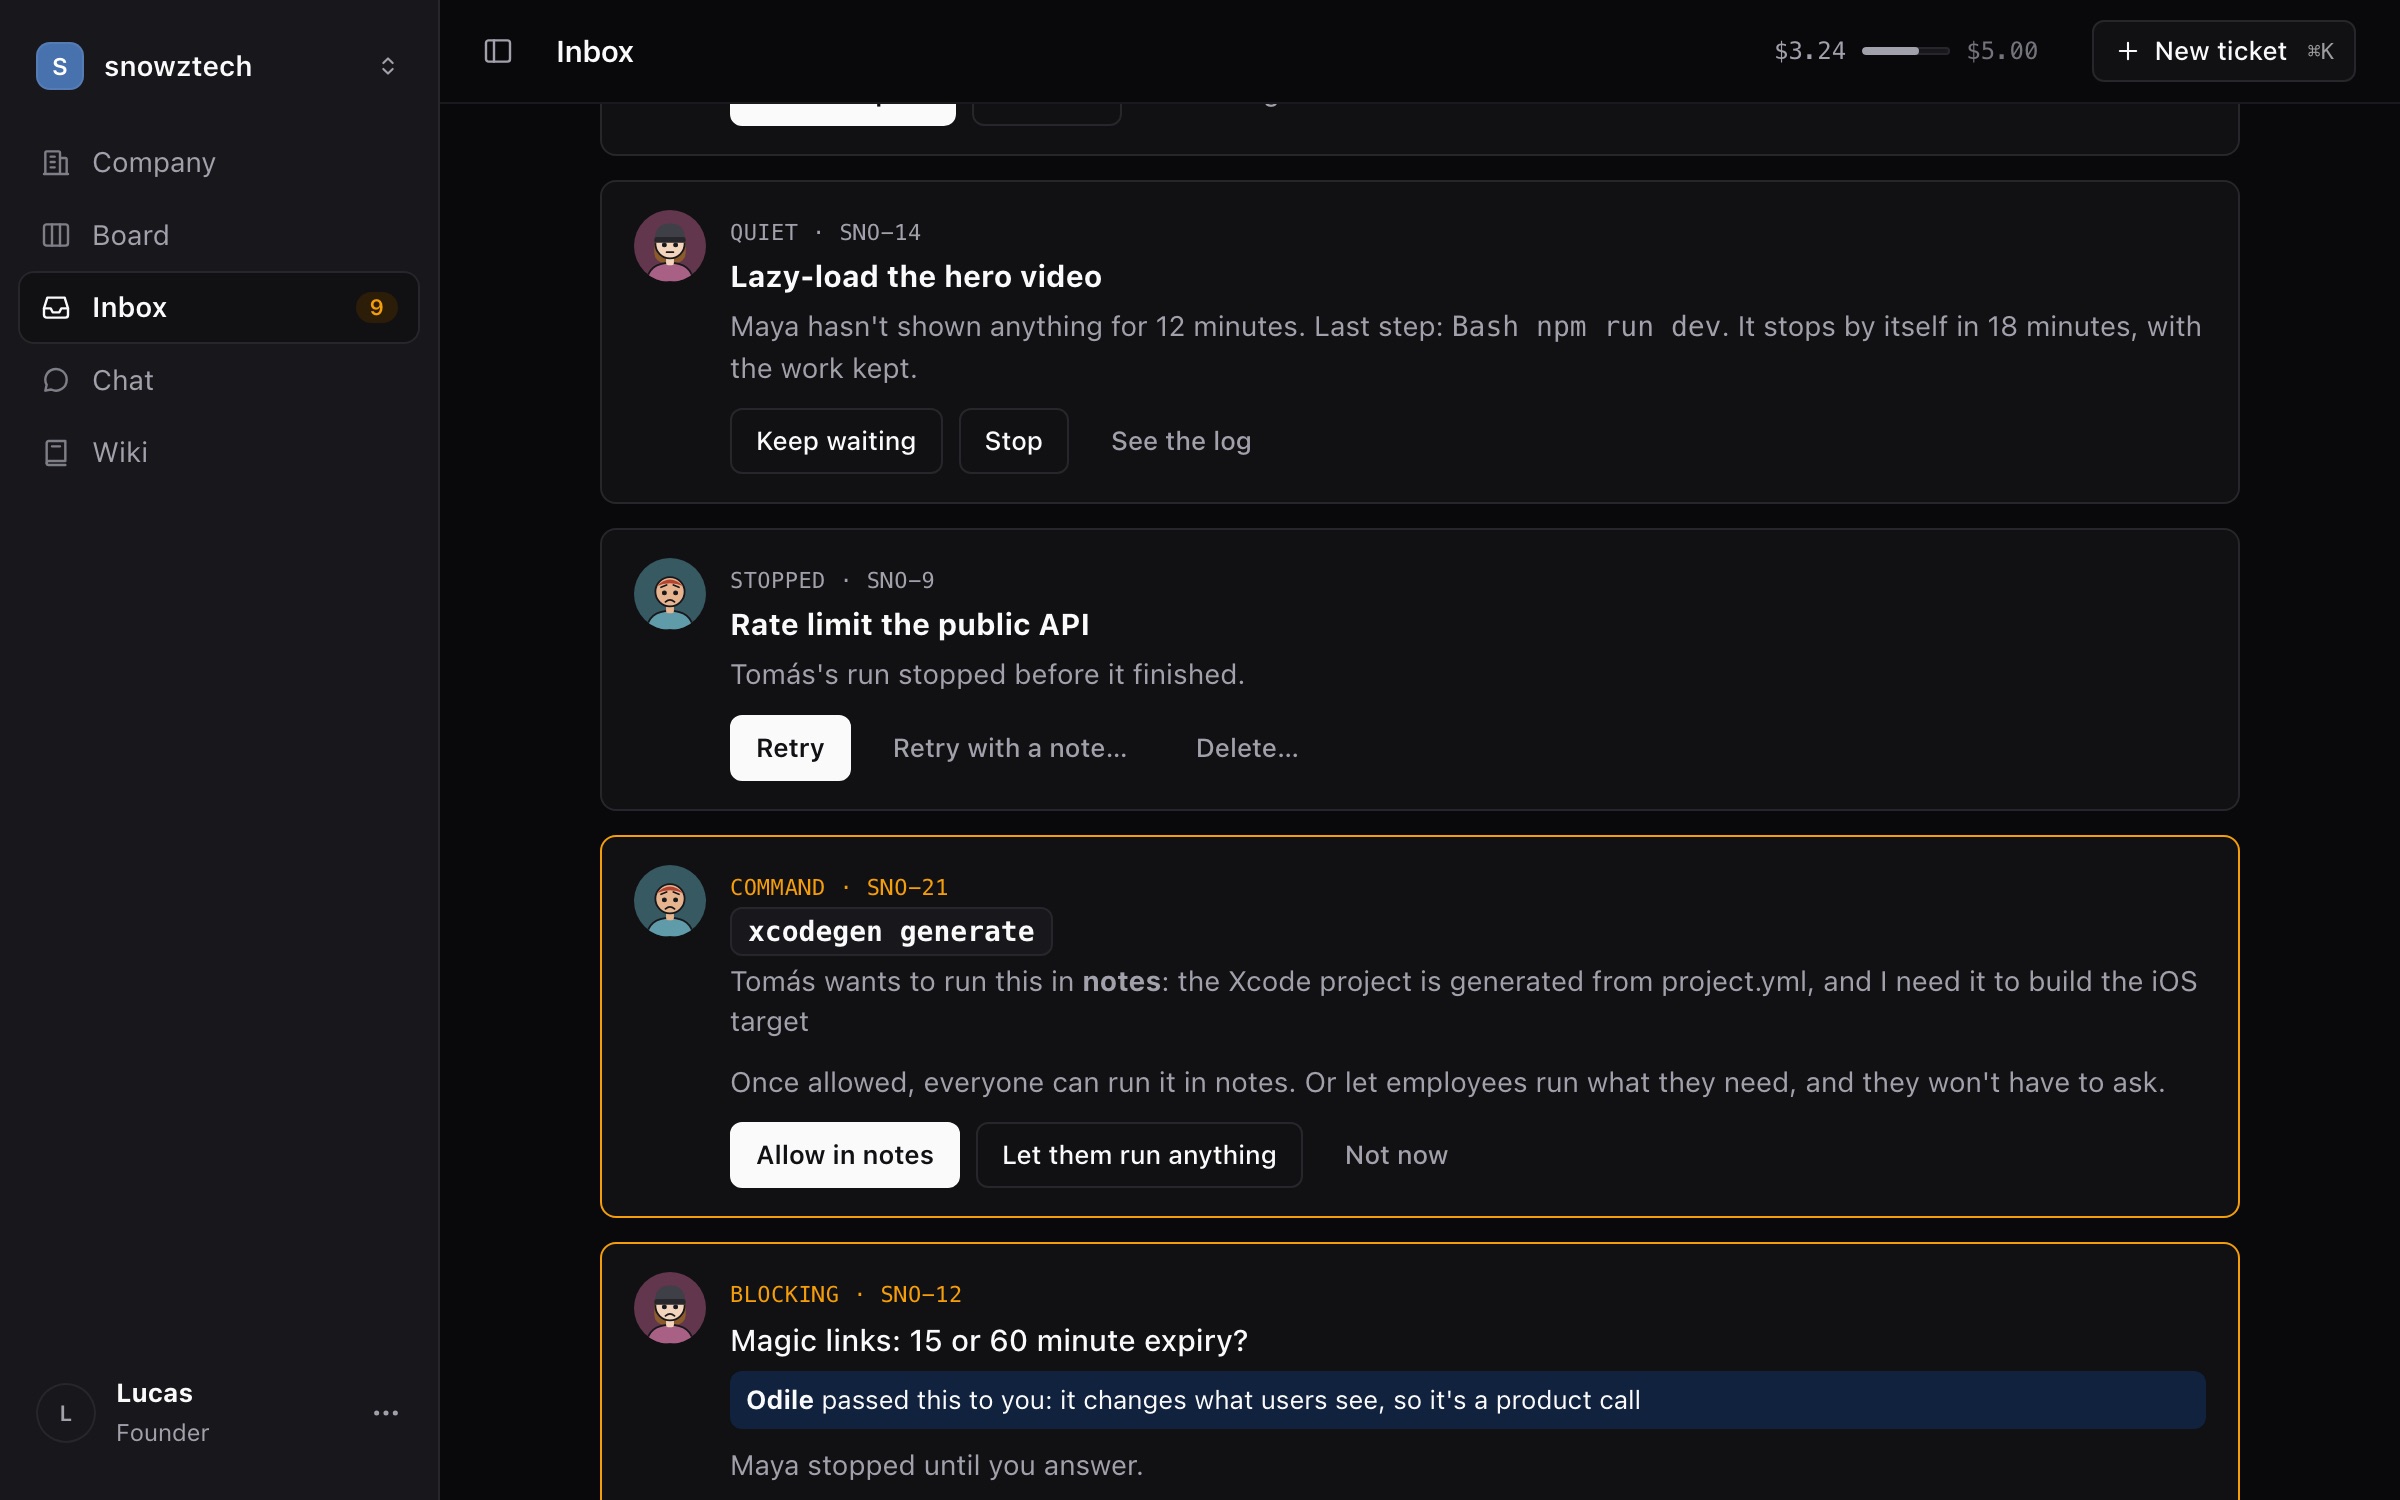 S snowztech
Company
Board
Inbox 9
Chat
Wiki
L
Lucas
Founder
Inbox
$3.24 $5.00
New ticket ⌘K
QUIET · SNO-14
Lazy-load the hero video
Maya hasn't shown anything for 12 minutes. Last step: Bash npm run dev. It stops by itself in 18 minutes, with
the work kept.
Keep waiting Stop See the log
STOPPED · SNO-9
Rate limit the public API
Tomás's run stopped before it finished.
Retry Retry with a note... Delete...
COMMAND · SNO-21
xcodegen generate
Tomás wants to run this in notes: the Xcode project is generated from project.yml, and I need it to build the iOS
target
Once allowed, everyone can run it in notes. Or let employees run what they need, and they won't have to ask.
Allow in notes Let them run anything Not now
BLOCKING · SNO-12
Magic links: 15 or 60 minute expiry?
Odile passed this to you: it changes what users see, so it's a product call
Maya stopped until you answer.